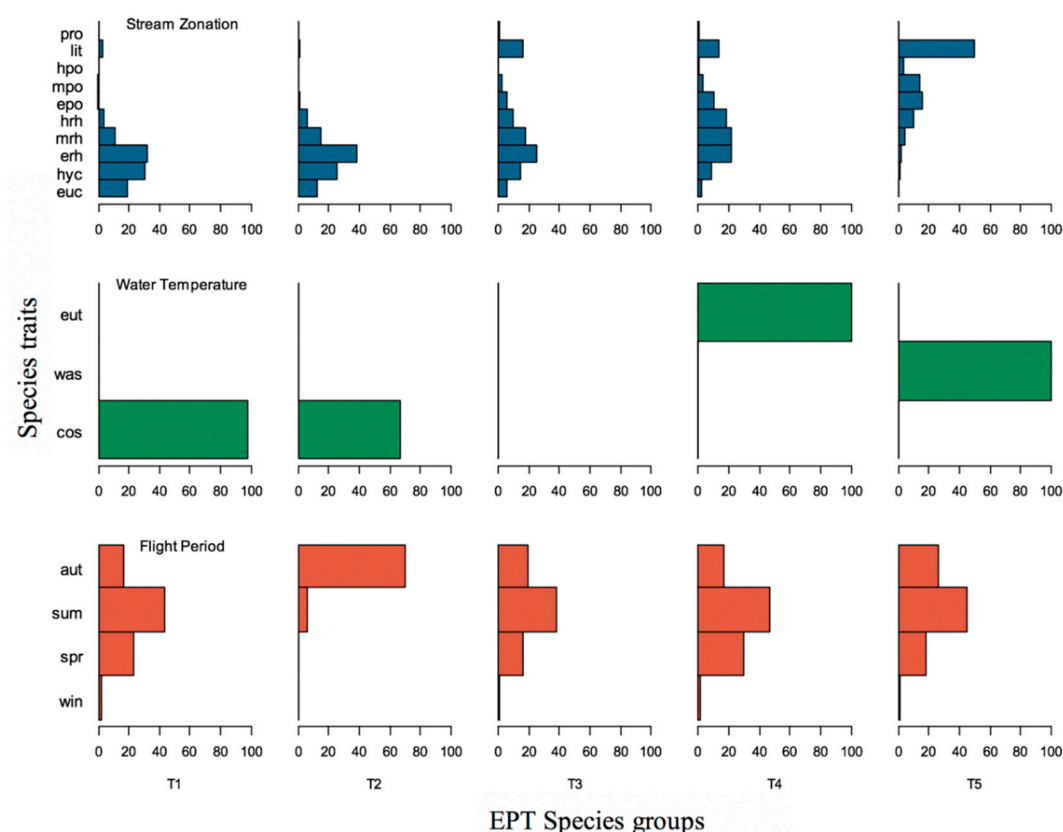 Stream Zonation
pro
lit
hpo
mpo
epo
hrh
mrh
erh
hyc
euc
0 20 40 60 80 100 0 20 40 60 80 100 0 20 40 60 80 100 0 20 40 60 80 100 0 20 40 60 80 100
Species traits
Water Temperature
eut
was
cos
0 20 40 60 80 100 0 20 40 60 80 100 0 20 40 60 80 100 0 20 40 60 80 100 0 20 40 60 80 100
Flight Period
aut
sum
spr
win
0 20 40 60 80 100 0 20 40 60 80 100 0 20 40 60 80 100 0 20 40 60 80 100 0 20 40 60 80 100
T1 T2 T3 T4 T5
EPT Species groups